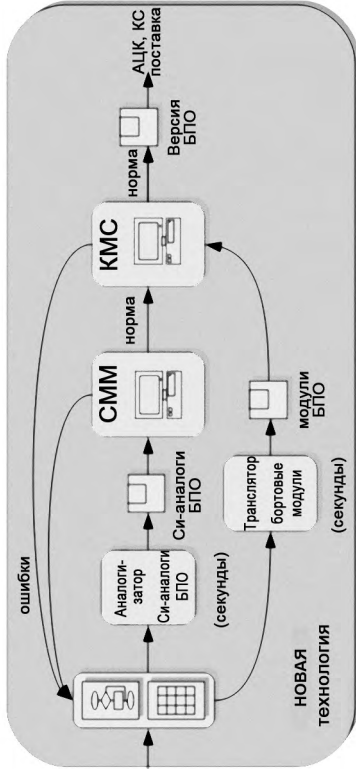 ошибки
Аналоги-
затор
Си-аналоги
БПО
(секунды)
Си-аналоги
БПО
СММ
норма
КМС
норма
Версия
БПО
АЦК, КС
поставка
Транслятор
бортовые
модули
(секунды)
модули
БПО
НОВАЯ
ТЕХНОЛОГИЯ